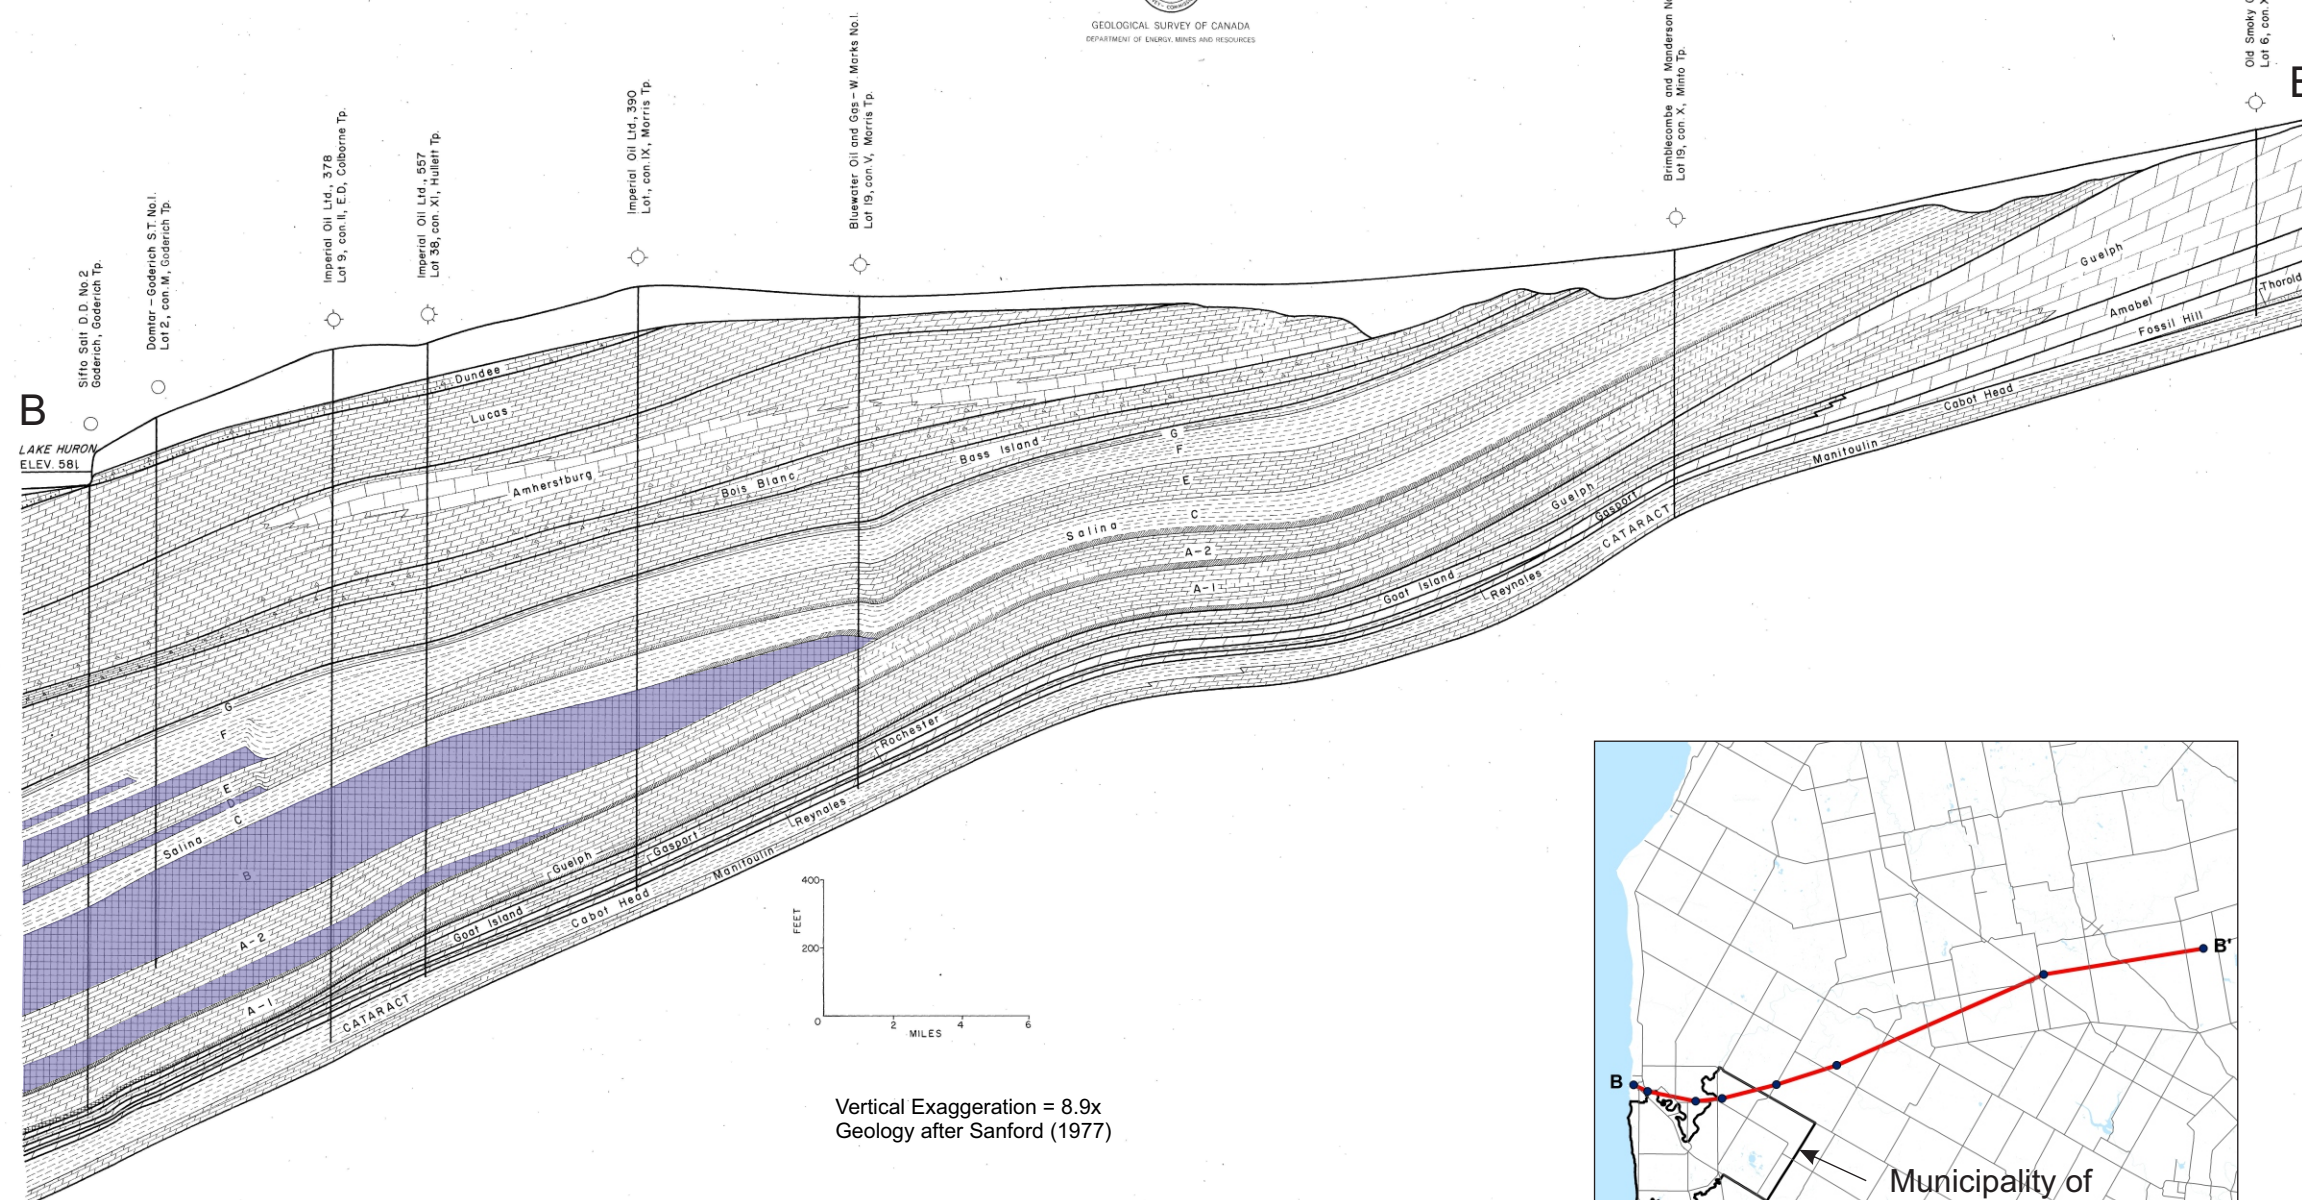 GEOLOGICAL SURVEY OF CANADA
DEPARTMENT OF ENERGY, MINES AND RESOURCES
B
LAKE HURON
ELEV. 581
Sifto Salt D.D. No.2
Goderich, Goderich Tp.
Domtar – Goderich S.T. No.1.
Lot 2, con. M, Goderich Tp.
Imperial Oil Ltd., 378
Lot 9, con. II, E.D, Colborne Tp.
Imperial Oil Ltd., 557
Lot 38, con. XI, Hullett Tp.
Imperial Oil Ltd., 390
Lot., con. IX, Morris Tp.
Bluewater Oil and Gas – W. Marks No.1.
Lot 19, con. V, Morris Tp.
Brimblecombe and Manderson
Lot 19, con. X, Minto Tp.
Old Smoky
Lot 6, con.
Dundee
Lucas
Amherstburg
Bois Blanc
Bass Island
G
F
E
Salina
C
A-2
A-1
Guelph
Gasport
Goat Island
Reynales
CATARACT
Guelph
Amabel
Fossil Hill
Thorold
Cabot Head
Manitoulin
G
F
E
D
C
Salina
B
A-2
A-1
CATARACT
Guelph
Goat Island
Gasport
Cabot Head
Manitoulin
Reynales
Rochester
400
200
0
FEET
2
4
6
MILES
Vertical Exaggeration = 8.9x
Geology after Sanford (1977)
B
B'
Municipality of